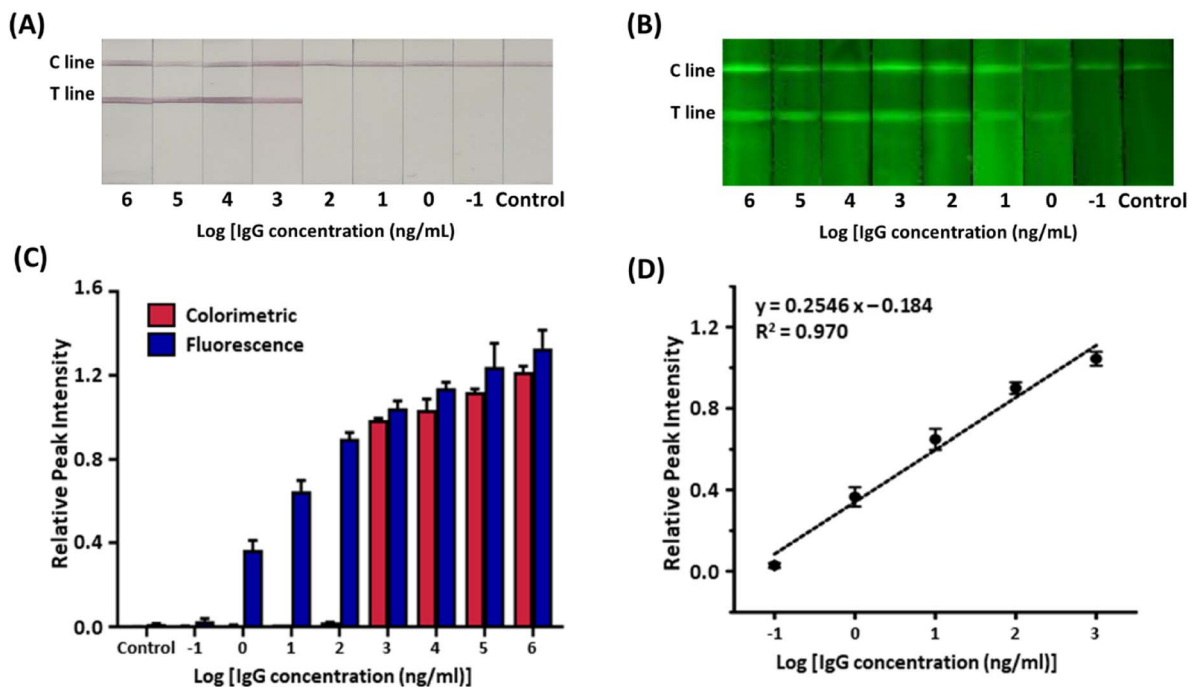 (A)
C line
T line
6 5 4 3 2 1 0 -1 Control
Log [IgG concentration (ng/mL)
(B)
C line
T line
6 5 4 3 2 1 0 -1 Control
Log [IgG concentration (ng/mL)
(C)
Relative Peak Intensity
1.6
1.2
0.8
0.4
0.0
Colorimetric
Fluorescence
Control -1 0 1 2 3 4 5 6
Log [IgG concentration (ng/ml)]
(D)
Relative Peak Intensity
1.2
0.8
0.4
0.0
y = 0.2546 x – 0.184
R² = 0.970
-1 0 1 2 3
Log [IgG concentration (ng/ml)]